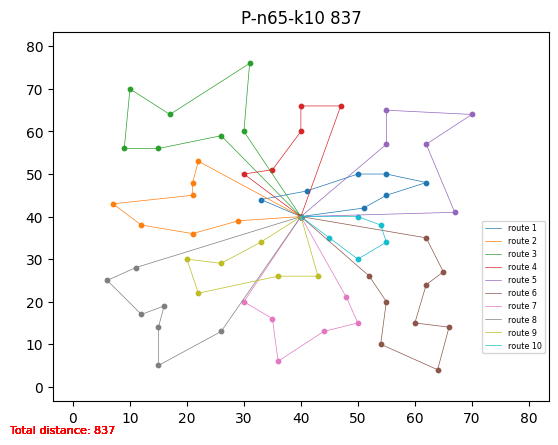 P-n65-k10 837
80
70
60
50
40
30
20
10
0
0 10 20 30 40 50 60 70 80
route 1
route 2
route 3
route 4
route 5
route 6
route 7
route 8
route 9
route 10
Total distance: 837